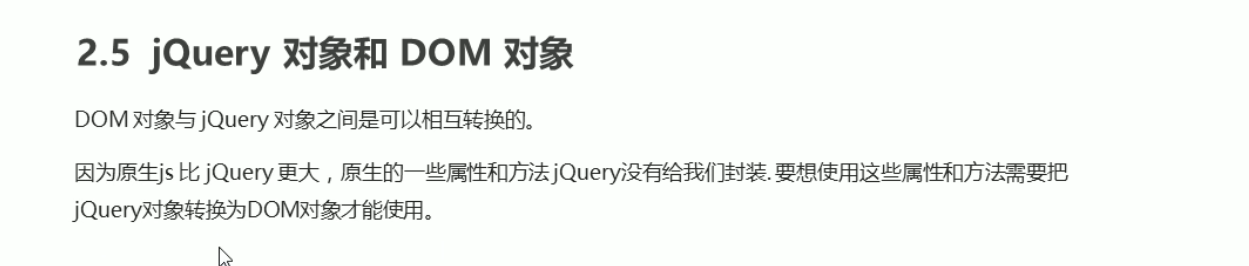 2.5 jQuery 对象和 DOM 对象
DOM 对象与 jQuery 对象之间是可以相互转换的。
因为原生js 比 jQuery 更大，原生的一些属性和方法 jQuery没有给我们封装. 要想使用这些属性和方法需要把
jQuery对象转换为DOM对象才能使用。